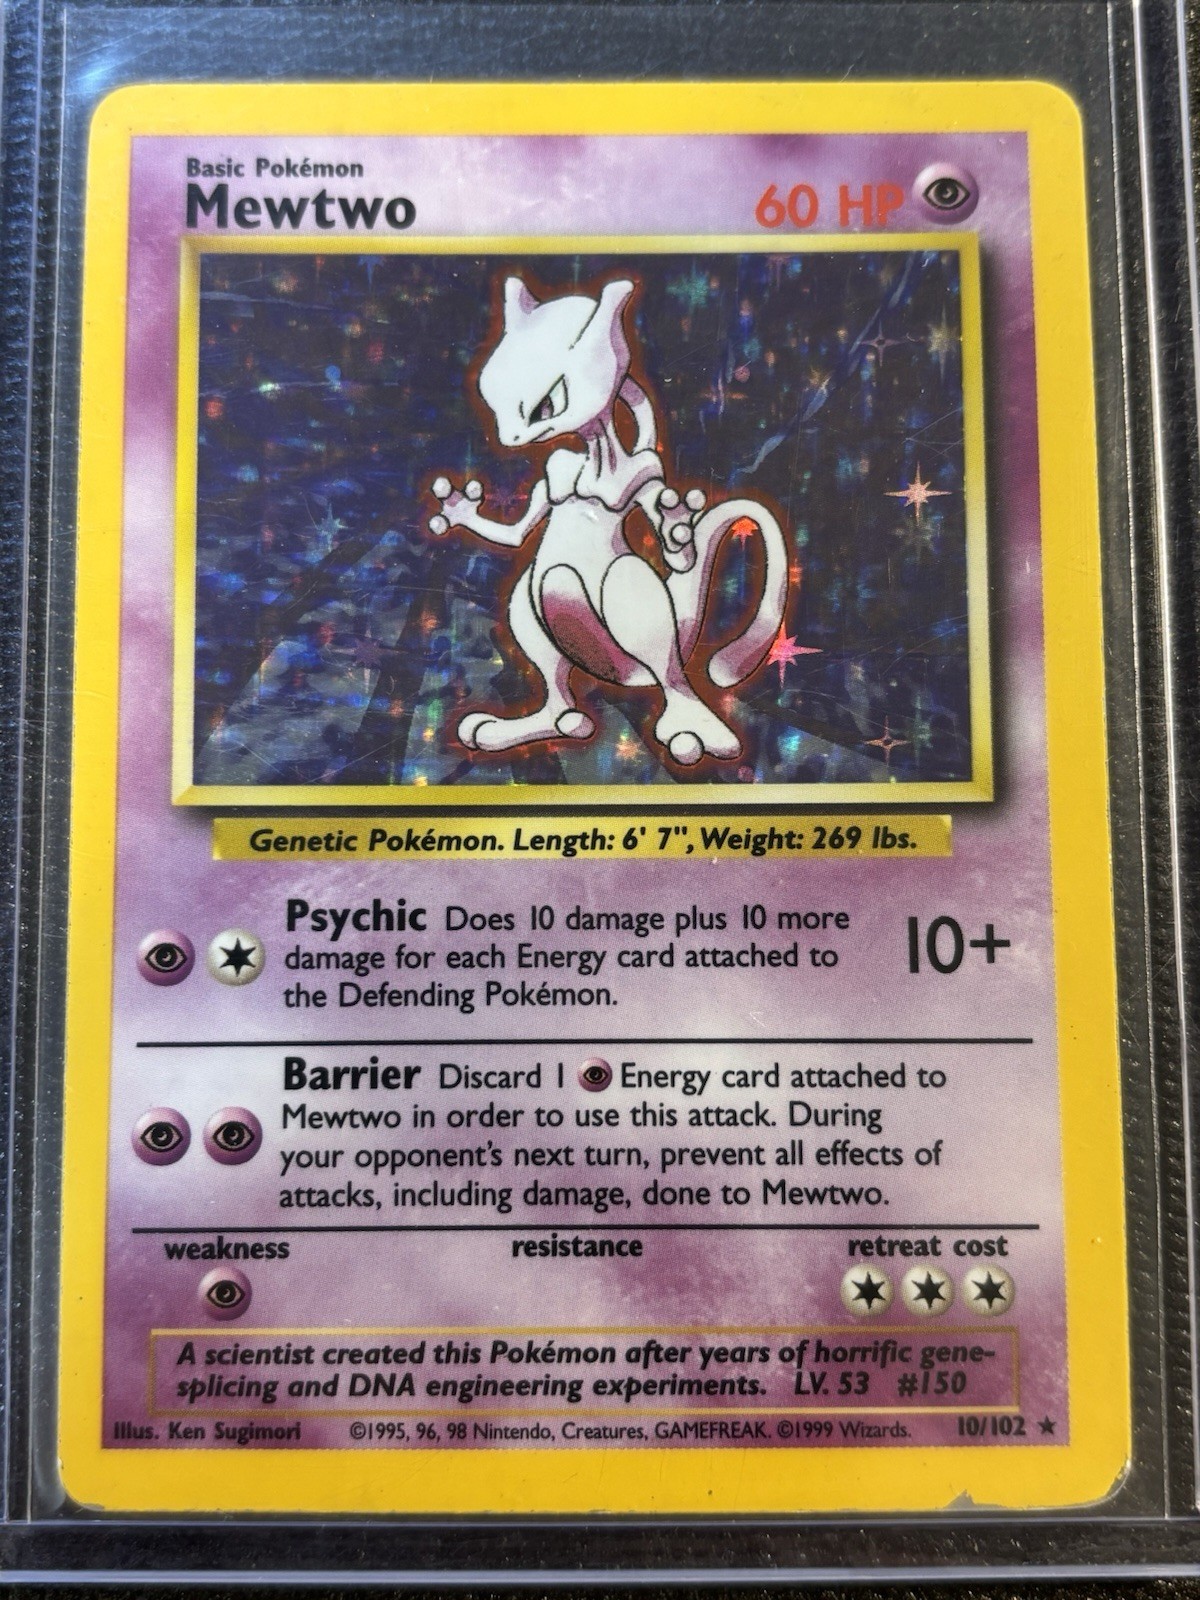 Basic Pokémon
Mewtwo
60 HP
Genetic Pokémon. Length: 6' 7", Weight: 269 lbs.
Psychic Does 10 damage plus 10 more
damage for each Energy card attached to
the Defending Pokémon.
10+
Barrier Discard 1 Energy card attached to
Mewtwo in order to use this attack. During
your opponent's next turn, prevent all effects of
attacks, including damage, done to Mewtwo.
weakness resistance retreat cost
A scientist created this Pokémon after years of horrific gene-
splicing and DNA engineering experiments. LV. 53 #150
Illus. Ken Sugimori ©1995, 96, 98 Nintendo, Creatures, GAMEFREAK. ©1999 Wizards. 10/102 ★